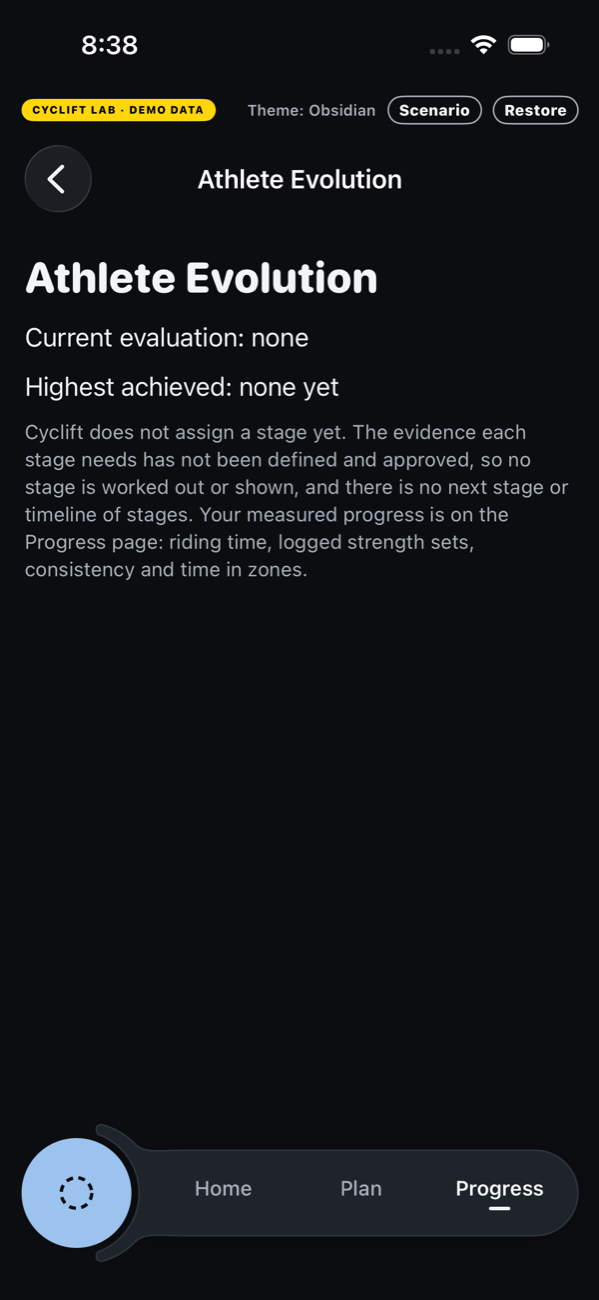 8:38
CYCLIFT LAB · DEMO DATA
Theme: Obsidian
Scenario
Restore
Athlete Evolution
Athlete Evolution
Current evaluation: none
Highest achieved: none yet
Cyclift does not assign a stage yet. The evidence each
stage needs has not been defined and approved, so no
stage is worked out or shown, and there is no next stage or
timeline of stages. Your measured progress is on the
Progress page: riding time, logged strength sets,
consistency and time in zones.
Home
Plan
Progress